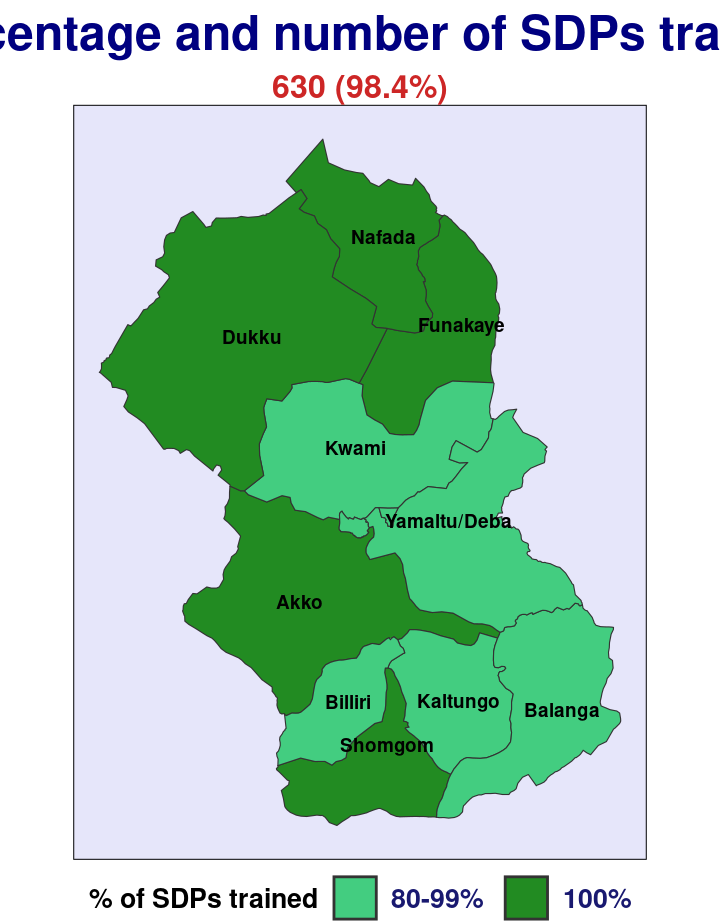 centage and number of SDPs tra
630 (98.4%)
Nafada
Funakaye
Dukku
Kwami
Yamaltu/Deba
Akko
Billiri
Kaltungo
Balanga
Shomgom
% of SDPs trained 80-99% 100%